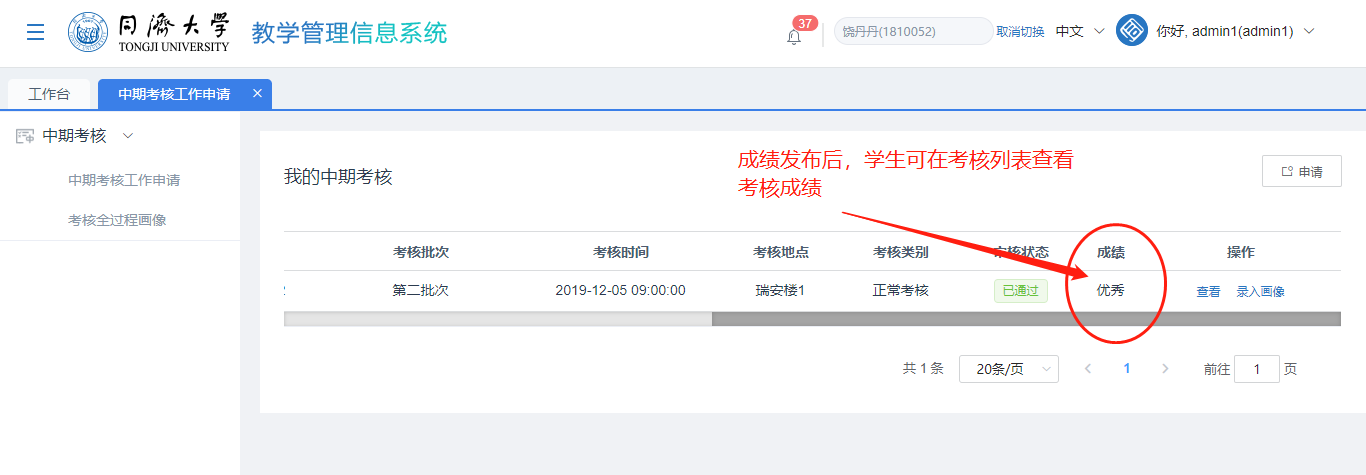 同濟大学
TONGJI UNIVERSITY
教学管理信息系统
37
饶丹丹(1810052)
取消切换
中文
你好, admin1(admin1)
工作台
中期考核工作申请
中期考核
中期考核工作申请
考核全过程画像
我的中期考核
成绩发布后，学生可在考核列表查看
考核成绩
申请
考核批次 考核时间 考核地点 考核类别 审核状态 成绩 操作
第二批次 2019-12-05 09:00:00 瑞安楼1 正常考核 已通过 优秀 查看 录入画像
共 1 条 20条/页 1 前往 1 页